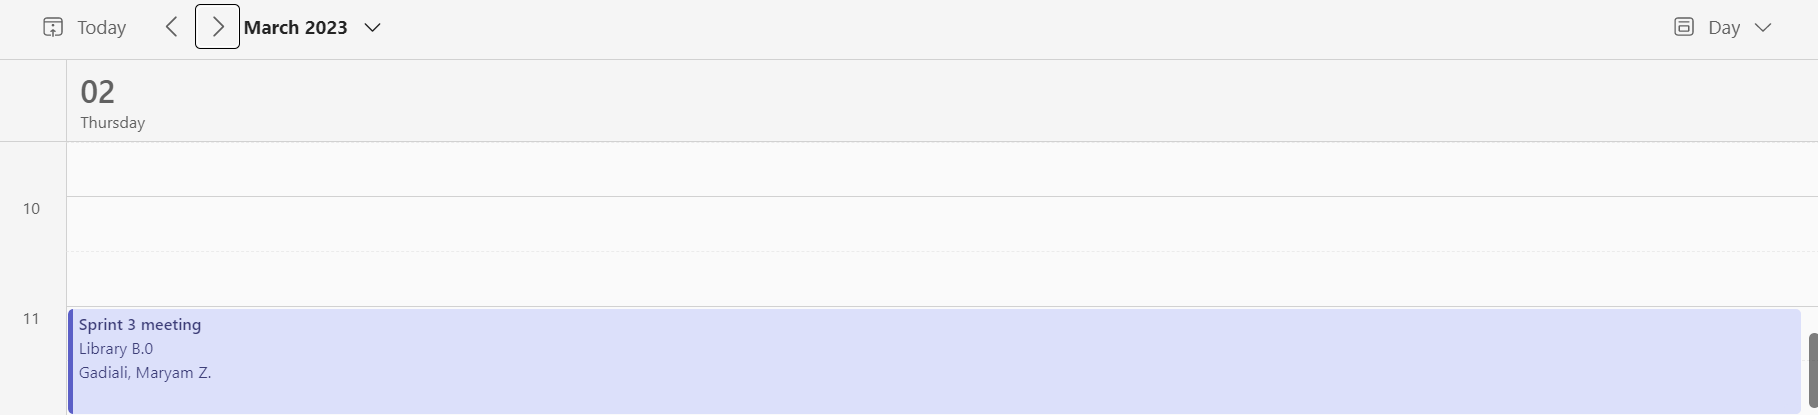 Today
March 2023
Day
02
Thursday
10
11
Sprint 3 meeting
Library B.0
Gadiali, Maryam Z.